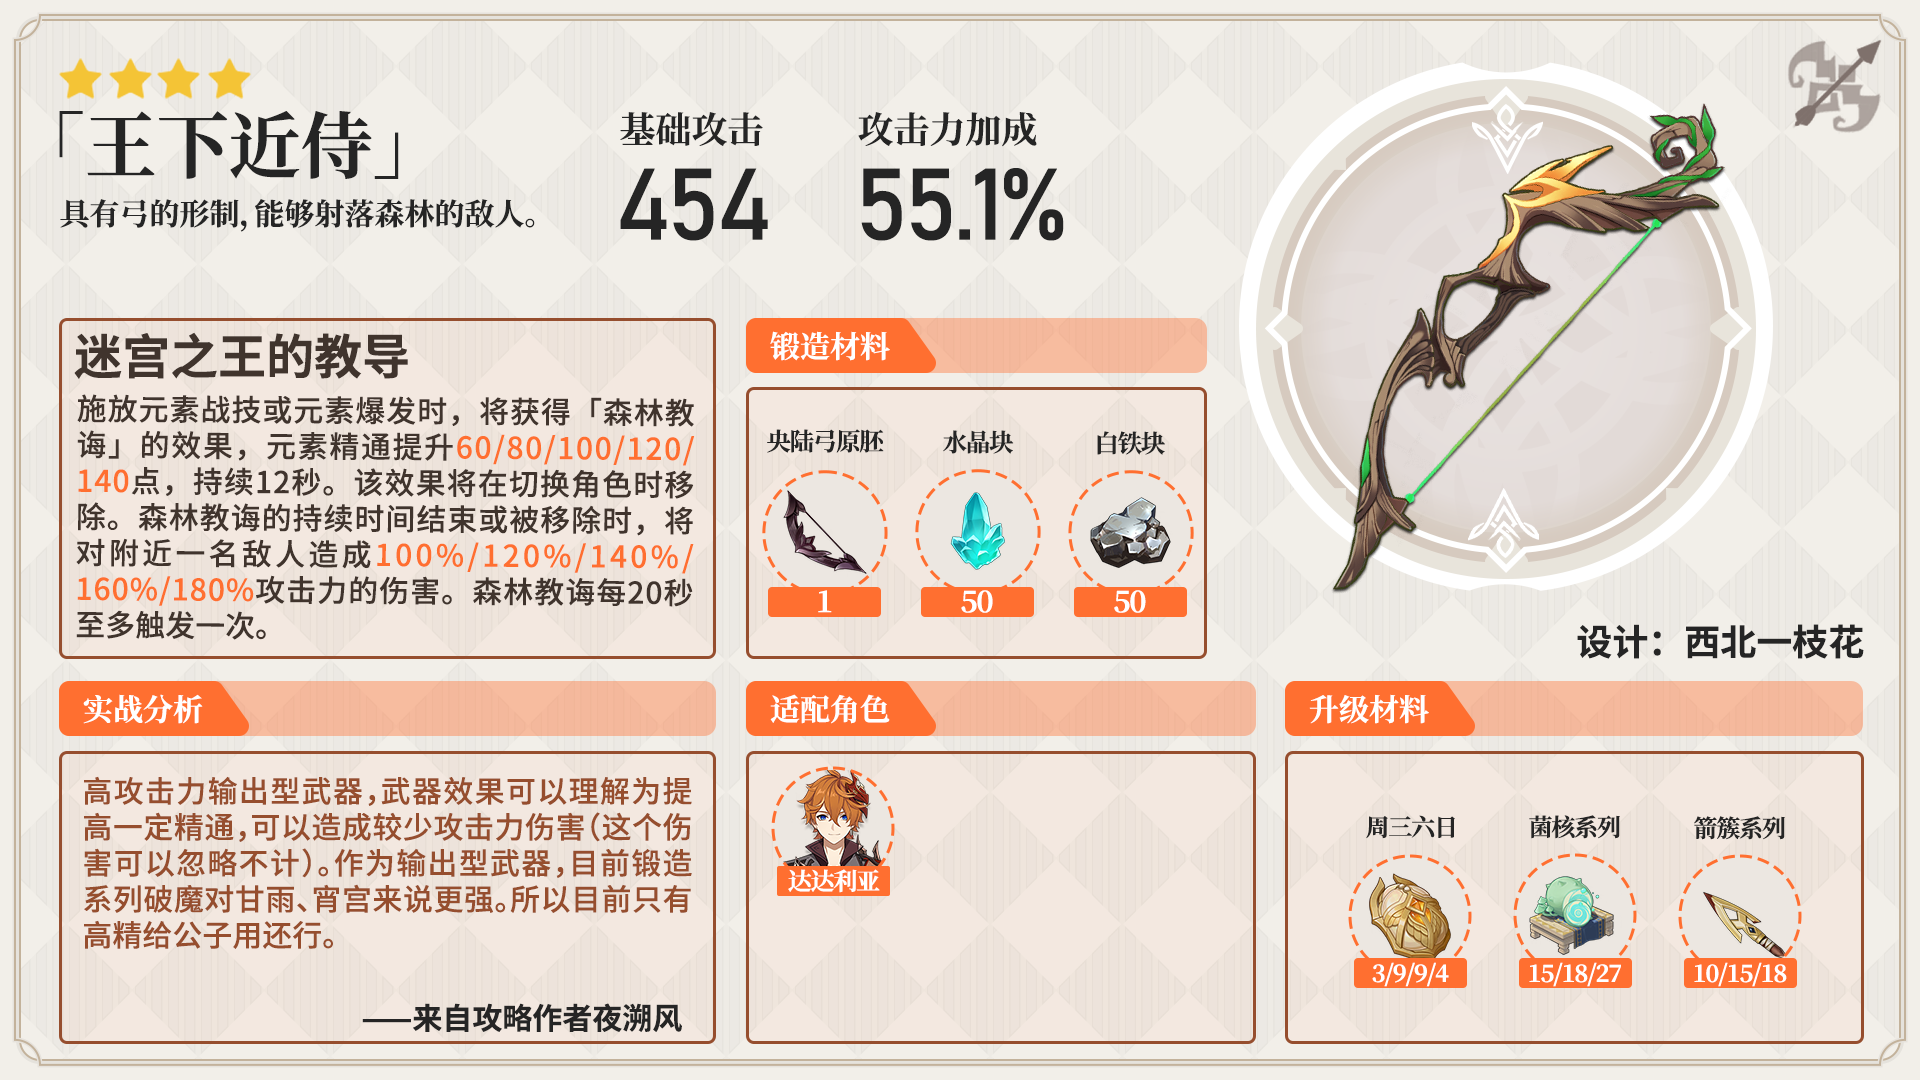 「王下近侍」
具有弓的形制, 能够射落森林的敌人。
基础攻击
454
攻击力加成
55.1%
迷宫之王的教导
施放元素战技或元素爆发时，将获得「森林教
诲」的效果，元素精通提升60/80/100/120/
140点，持续12秒。该效果将在切换角色时移
除。森林教诲的持续时间结束或被移除时，将
对附近一名敌人造成100%/120%/140%/
160%/180%攻击力的伤害。森林教诲每20秒
至多触发一次。
锻造材料
央陆弓原胚
水晶块
白铁块
1
50
50
设计：西北一枝花
实战分析
高攻击力输出型武器，武器效果可以理解为提
高一定精通，可以造成较少攻击力伤害（这个伤
害可以忽略不计）。作为输出型武器，目前锻造
系列破魔对甘雨、宵宫来说更强。所以目前只有
高精给公子用还行。
——来自攻略作者夜溯风
适配角色
达达利亚
升级材料
周三六日
菌核系列
箭簇系列
3/9/9/4
15/18/27
10/15/18